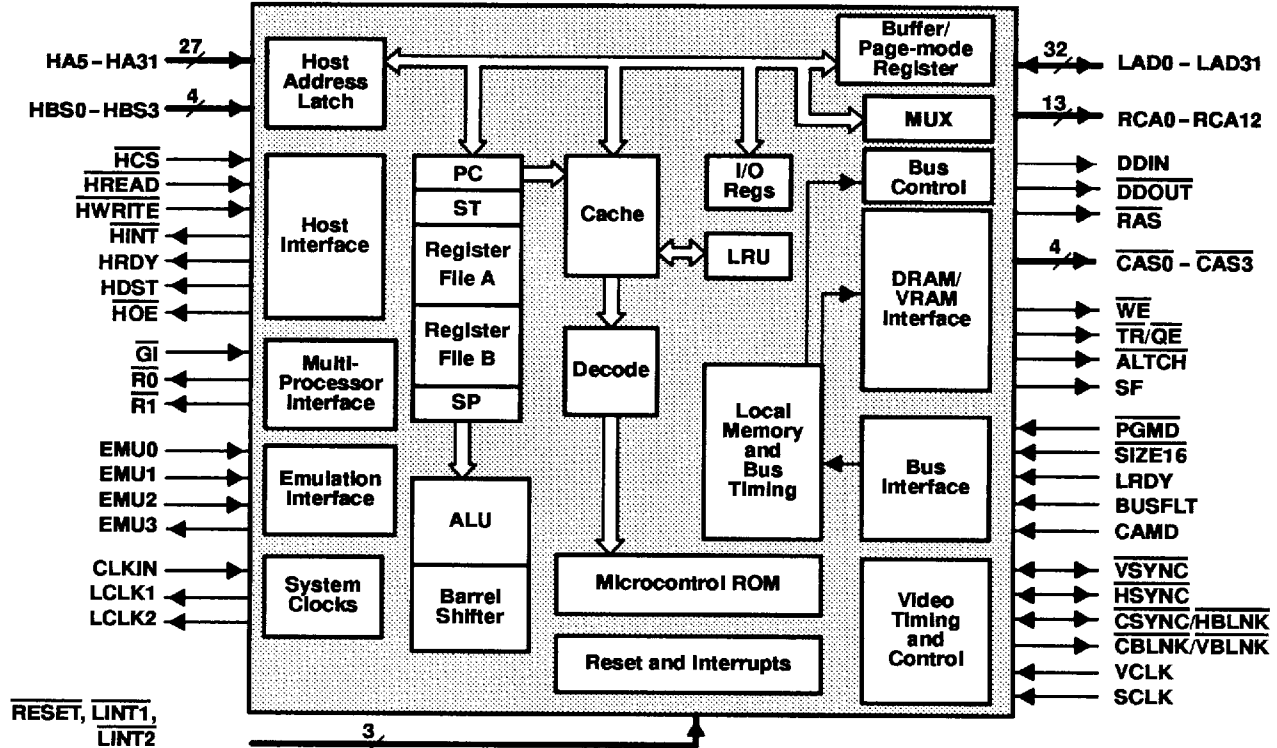 HA5–HA31
27
HBS0–HBS3
4
HCS
HREAD
HWRITE
HINT
HRDY
HDST
HOE
GI
R0
R1
EMU0
EMU1
EMU2
EMU3
CLKIN
LCLK1
LCLK2
RESET, LINT1,
LINT2
3
Host
Address
Latch
Host
Interface
Multi-
Processor
Interface
Emulation
Interface
System
Clocks
PC
ST
Register
File A
Register
File B
SP
ALU
Barrel
Shifter
Cache
LRU
Decode
Microcontrol ROM
Reset and Interrupts
I/O
Regs
Local
Memory
and
Bus
Timing
Buffer/
Page-mode
Register
MUX
Bus
Control
DRAM/
VRAM
Interface
Bus
Interface
Video
Timing
and
Control
32
LAD0 – LAD31
13
RCA0–RCA12
DDIN
DDOUT
RAS
4
CAS0 – CAS3
WE
TR/QE
ALTCH
SF
PGMD
SIZE16
LRDY
BUSFLT
CAMD
VSYNC
HSYNC
CSYNC/HBLNK
CBLNK/VBLNK
VCLK
SCLK